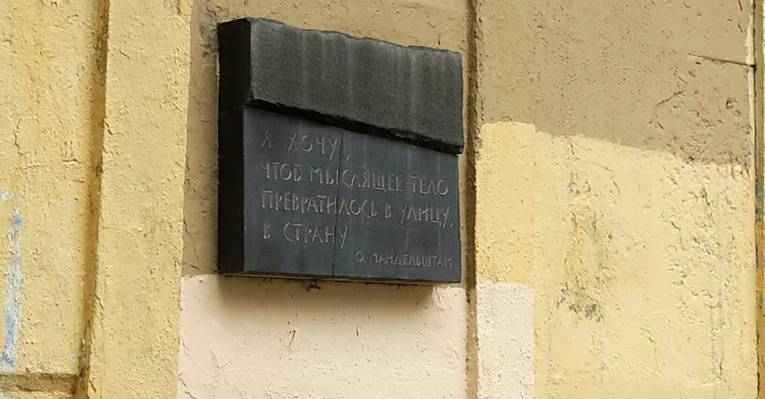 Я ХОЧУ,
ЧТОБ МЫСЛЯЩЕЕ ТЕЛО
ПРЕВРАТИЛОСЬ В УЛИЦУ,
В СТРАНУ
О. МАНДЕЛЬШТАМ